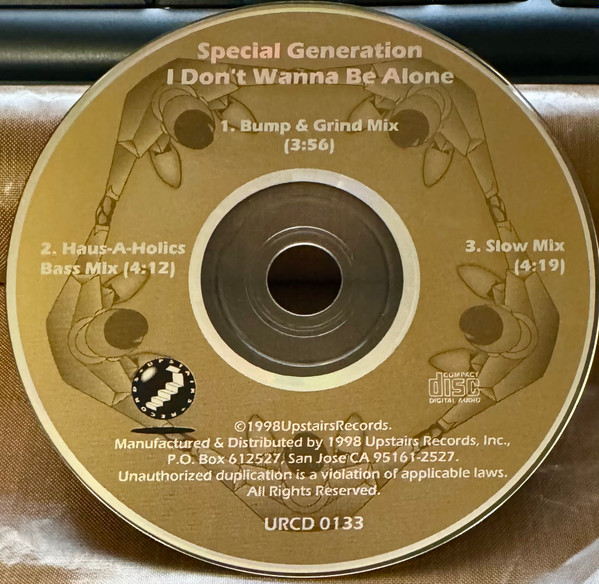 Special Generation
I Don't Wanna Be Alone
1. Bump & Grind Mix
(3:56)
2. Haus-A-Holics
Bass Mix (4:12)
3. Slow Mix
(4:19)
UPSTAIRS RECORDS
COMPACT
disc
DIGITAL AUDIO
©1998UpstairsRecords.
Manufactured & Distributed by 1998 Upstairs Records, Inc.,
P.O. Box 612527, San Jose CA 95161-2527.
Unauthorized duplication is a violation of applicable laws.
All Rights Reserved.
URCD 0133